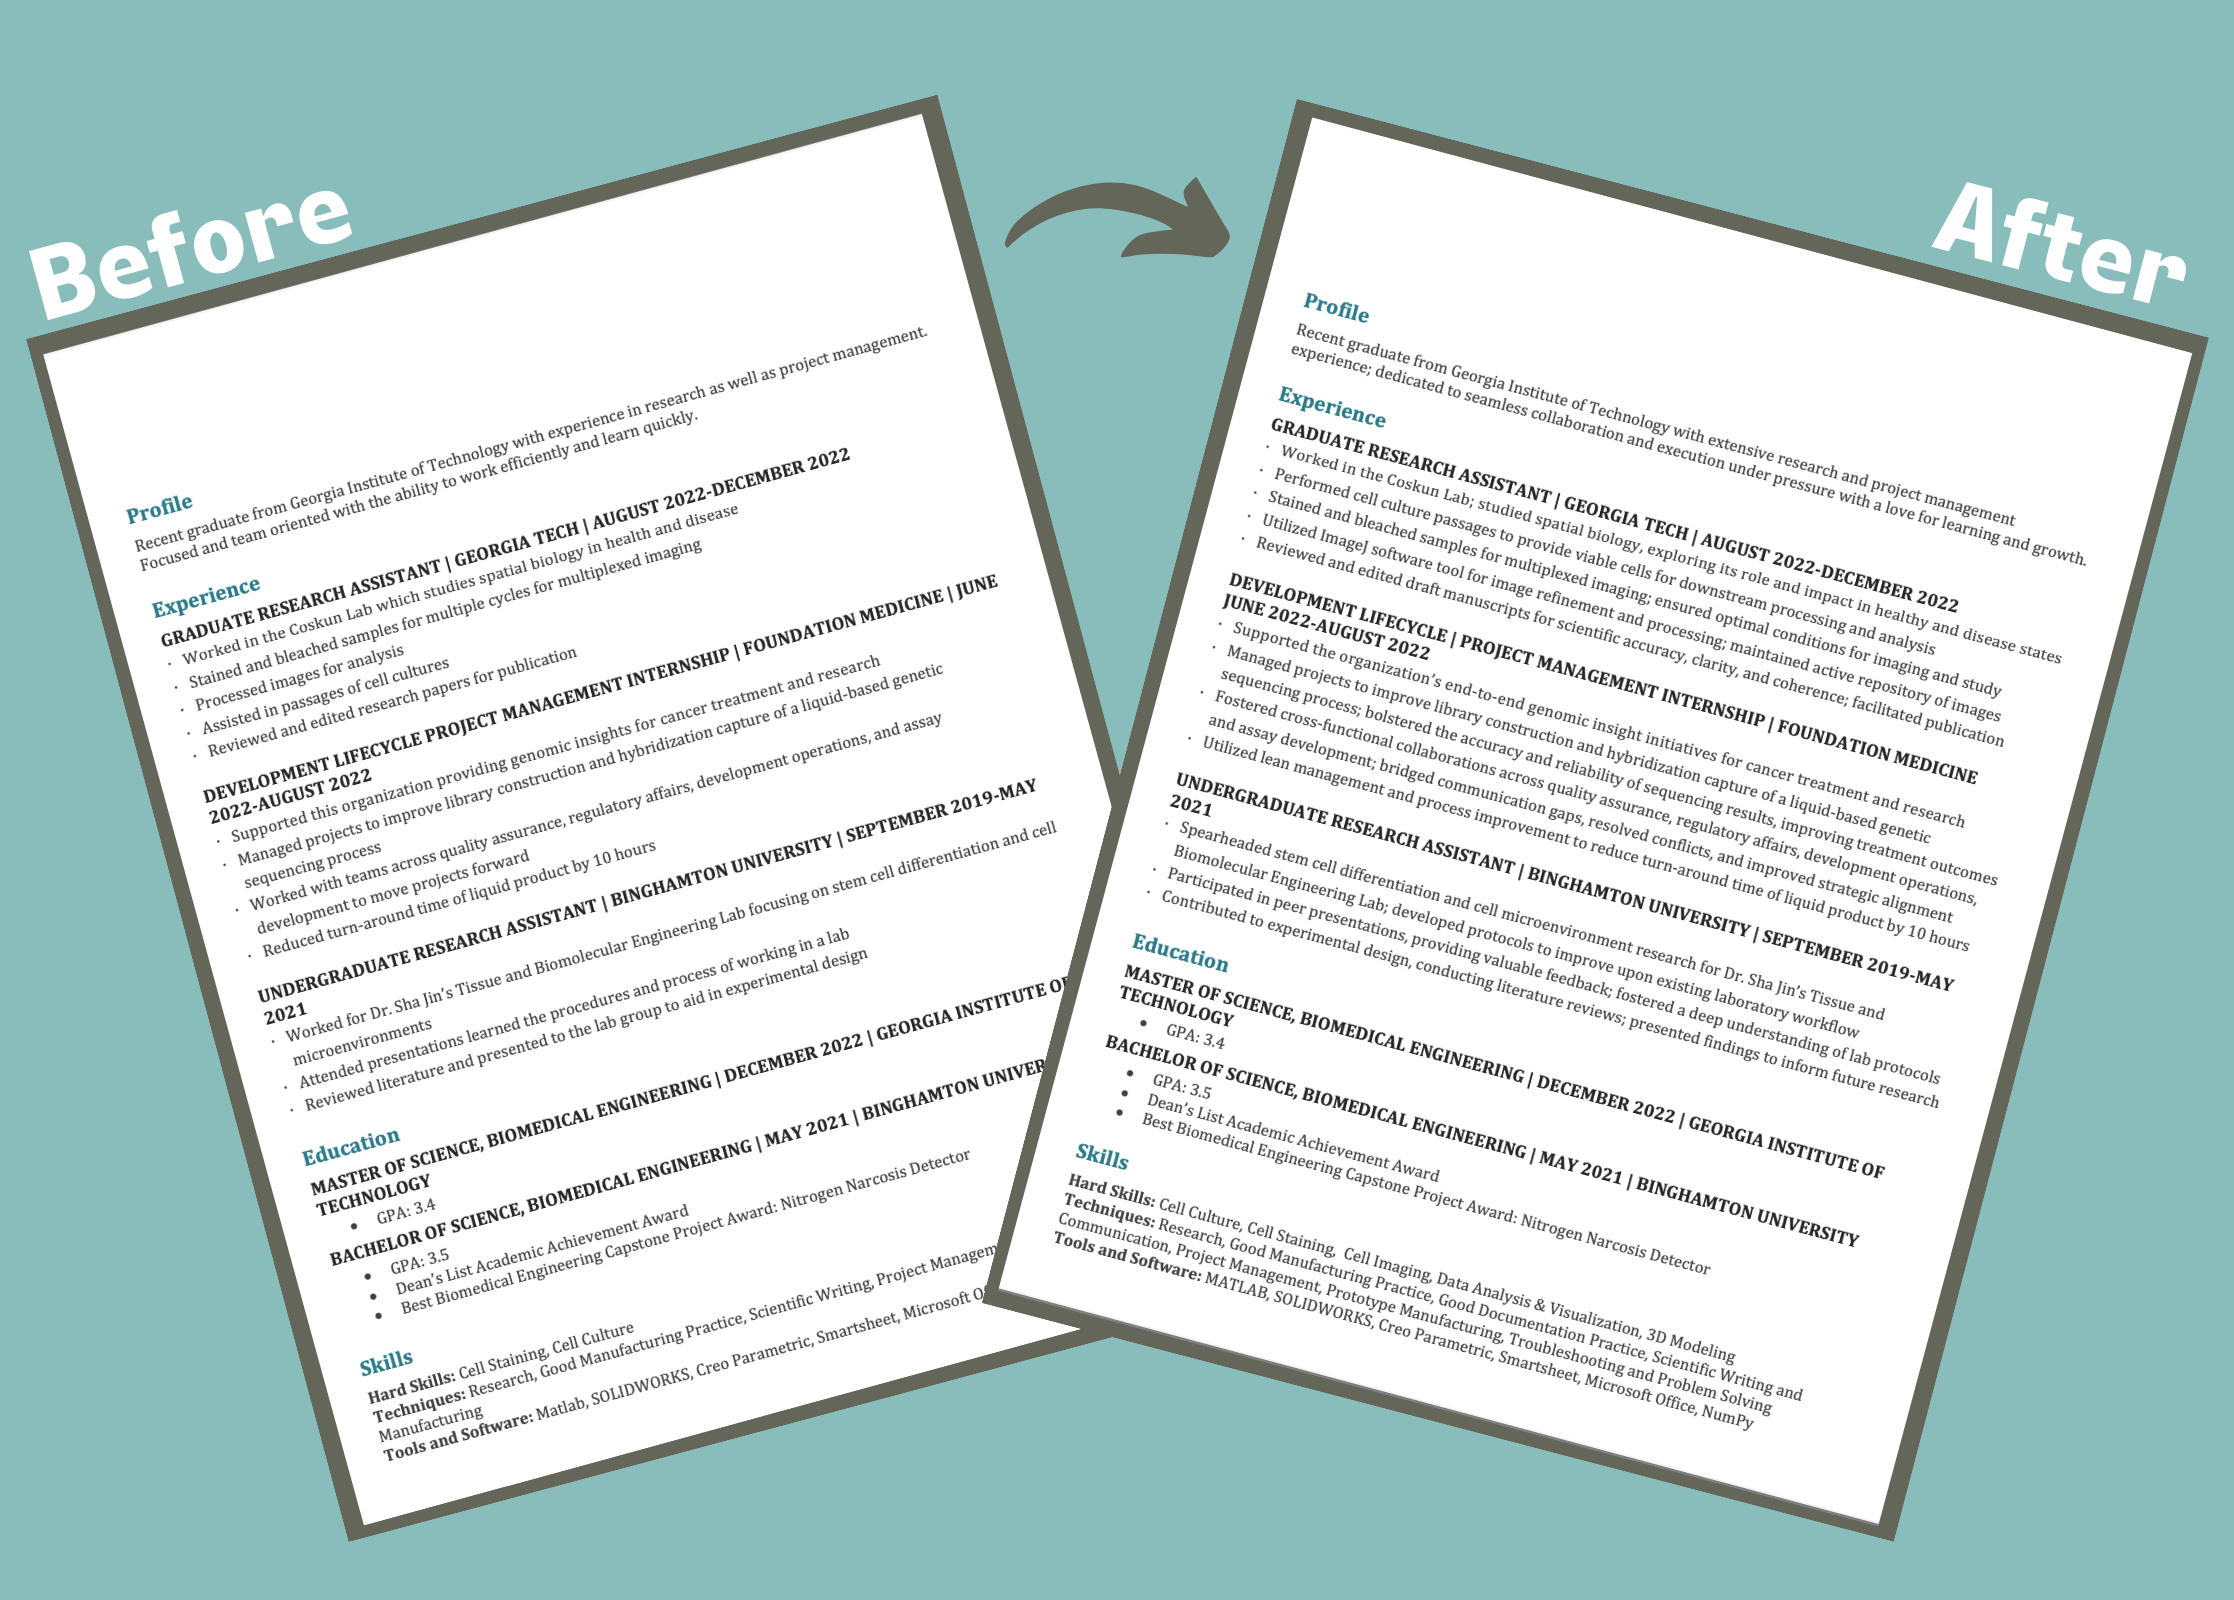 Before
Profile
Recent graduate from Georgia Institute of Technology with experience in research as well as project management.
Focused and team oriented with the ability to work efficiently and learn quickly.
Experience
GRADUATE RESEARCH ASSISTANT | GEORGIA TECH | AUGUST 2022-DECEMBER 2022
· Worked in the Coskun Lab which studies spatial biology in health and disease
· Stained and bleached samples for multiple cycles for multiplexed imaging
· Processed images for analysis
· Assisted in passages of cell cultures
· Reviewed and edited research papers for publication
DEVELOPMENT LIFECYCLE PROJECT MANAGEMENT INTERNSHIP | FOUNDATION MEDICINE | JUNE
2022-AUGUST 2022
· Supported this organization providing genomic insights for cancer treatment and research
· Managed projects to improve library construction and hybridization capture of a liquid-based genetic
sequencing process
· Worked with teams across quality assurance, regulatory affairs, development operations, and assay
development to move projects forward
· Reduced turn-around time of liquid product by 10 hours
UNDERGRADUATE RESEARCH ASSISTANT | BINGHAMTON UNIVERSITY | SEPTEMBER 2019-MAY
2021
· Worked for Dr. Sha Jin’s Tissue and Biomolecular Engineering Lab focusing on stem cell differentiation and cell
microenvironments
· Attended presentations learned the procedures and process of working in a lab
· Reviewed literature and presented to the lab group to aid in experimental design
Education
MASTER OF SCIENCE, BIOMEDICAL ENGINEERING | DECEMBER 2022 | GEORGIA INSTITUTE OF
TECHNOLOGY
● GPA: 3.4
BACHELOR OF SCIENCE, BIOMEDICAL ENGINEERING | MAY 2021 | BINGHAMTON UNIVER
● GPA: 3.5
● Dean’s List Academic Achievement Award
● Best Biomedical Engineering Capstone Project Award: Nitrogen Narcosis Detector
Skills
Hard Skills: Cell Staining, Cell Culture
Techniques: Research, Good Manufacturing Practice, Scientific Writing, Project Managem
Manufacturing
Tools and Software: Matlab, SOLIDWORKS, Creo Parametric, Smartsheet, Microsoft
After
Profile
Recent graduate from Georgia Institute of Technology with extensive research and project management
experience; dedicated to seamless collaboration and execution under pressure with a love for learning and growth.
Experience
GRADUATE RESEARCH ASSISTANT | GEORGIA TECH | AUGUST 2022-DECEMBER 2022
· Worked in the Coskun Lab; studied spatial biology, exploring its role and impact in healthy and disease states
· Performed cell culture passages to provide viable cells for downstream processing and analysis
· Stained and bleached samples for multiplexed imaging; ensured optimal conditions for imaging and study
· Utilized ImageJ software tool for image refinement and processing; maintained active repository of images
· Reviewed and edited draft manuscripts for scientific accuracy, clarity, and coherence; facilitated publication
DEVELOPMENT LIFECYCLE | PROJECT MANAGEMENT INTERNSHIP | FOUNDATION MEDICINE
JUNE 2022-AUGUST 2022
· Supported the organization’s end-to-end genomic insight initiatives for cancer treatment and research
· Managed projects to improve library construction and hybridization capture of a liquid-based genetic
sequencing process; bolstered the accuracy and reliability of sequencing results, improving treatment outcomes
· Fostered cross-functional collaborations across quality assurance, regulatory affairs, development operations,
and assay development; bridged communication gaps, resolved conflicts, and improved strategic alignment
· Utilized lean management and process improvement to reduce turn-around time of liquid product by 10 hours
UNDERGRADUATE RESEARCH ASSISTANT | BINGHAMTON UNIVERSITY | SEPTEMBER 2019-MAY
2021
· Spearheaded stem cell differentiation and cell microenvironment research for Dr. Sha Jin’s Tissue and
Biomolecular Engineering Lab; developed protocols to improve upon existing laboratory workflow
· Participated in peer presentations, providing valuable feedback; fostered a deep understanding of lab protocols
· Contributed to experimental design, conducting literature reviews; presented findings to inform future research
Education
MASTER OF SCIENCE, BIOMEDICAL ENGINEERING | DECEMBER 2022 | GEORGIA INSTITUTE OF
TECHNOLOGY
● GPA: 3.4
BACHELOR OF SCIENCE, BIOMEDICAL ENGINEERING | MAY 2021 | BINGHAMTON UNIVERSITY
● GPA: 3.5
● Dean’s List Academic Achievement Award
● Best Biomedical Engineering Capstone Project Award: Nitrogen Narcosis Detector
Skills
Hard Skills: Cell Culture, Cell Staining, Cell Imaging, Data Analysis & Visualization, 3D Modeling
Techniques: Research, Good Manufacturing Practice, Good Documentation Practice, Scientific Writing and
Communication, Project Management, Prototype Manufacturing, Troubleshooting and Problem Solving
Tools and Software: MATLAB, SOLIDWORKS, Creo Parametric, Smartsheet, Microsoft Office, NumPy